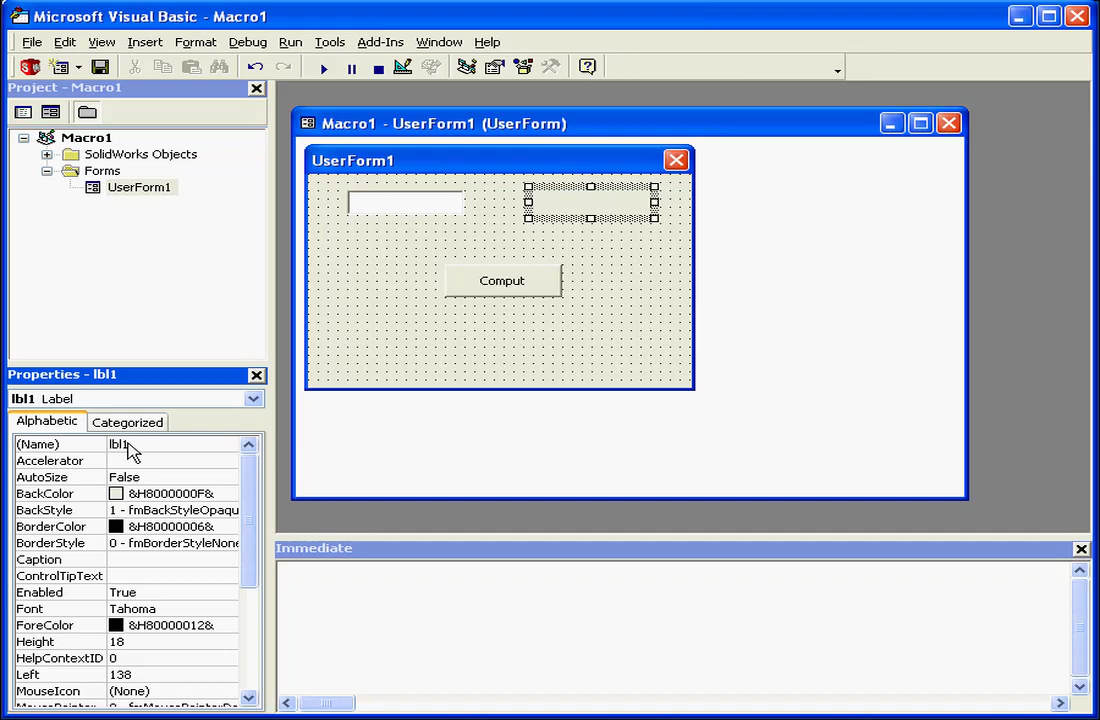 Microsoft Visual Basic - Macro1
File Edit View Insert Format Debug Run Tools Add-Ins Window Help
Project - Macro1
Macro1
SolidWorks Objects
Forms
UserForm1
Macro1 - UserForm1 (UserForm)
UserForm1
Comput
Properties - lbl1
lbl1 Label
Alphabetic Categorized
(Name) lbl1
Accelerator
AutoSize False
BackColor &H8000000F&
BackStyle 1 - fmBackStyleOpaqu
BorderColor &H80000006&
BorderStyle 0 - fmBorderStyleNone
Caption
ControlTipText
Enabled True
Font Tahoma
ForeColor &H80000012&
Height 18
HelpContextID 0
Left 138
MouseIcon (None)
Immediate